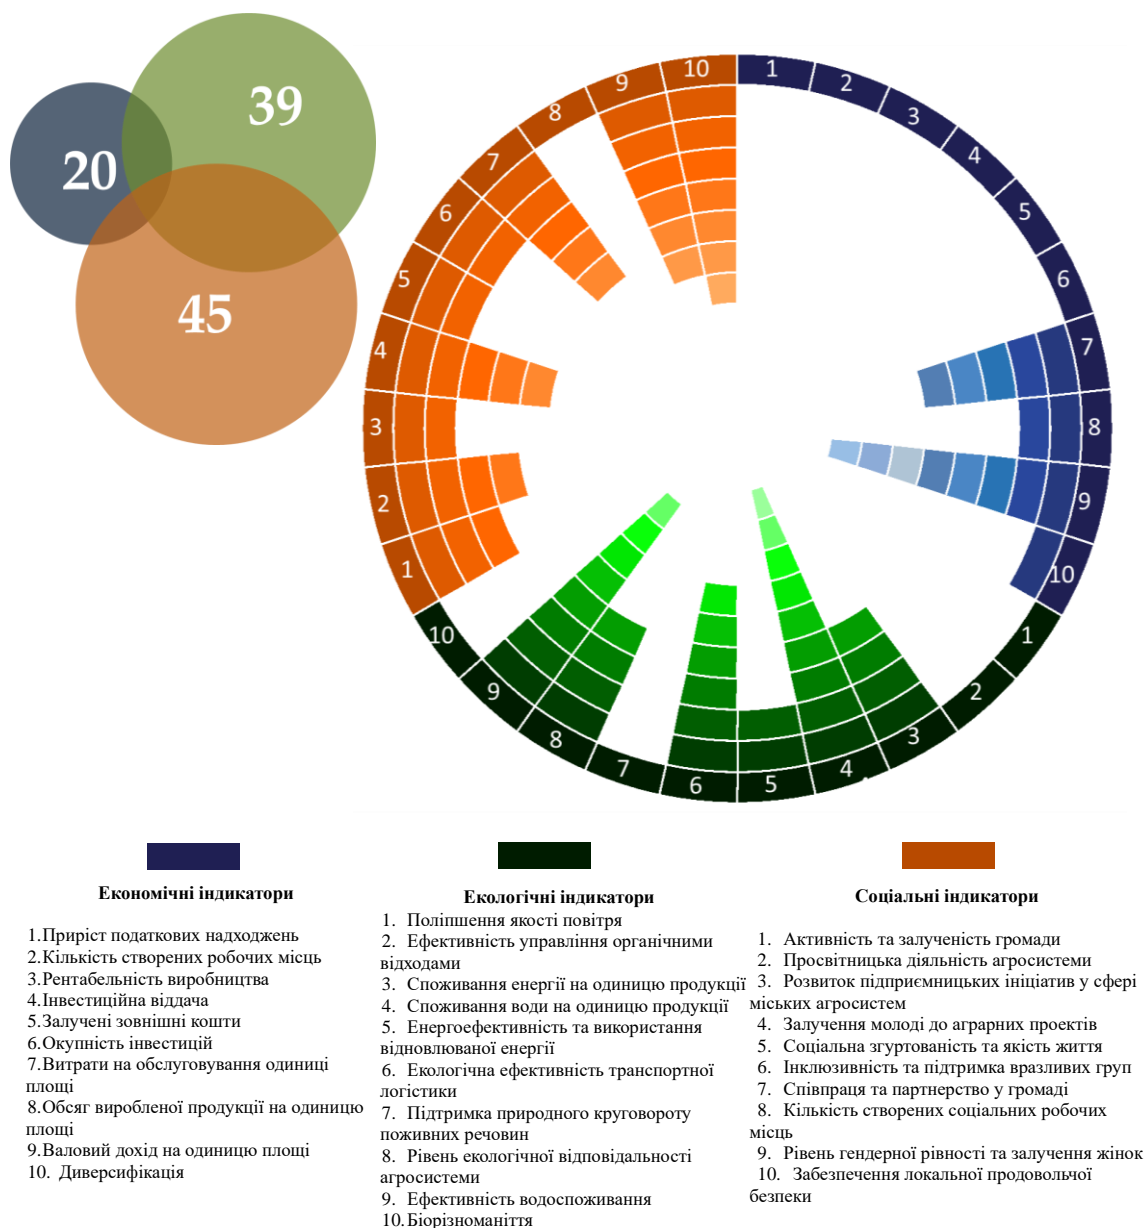 39
20
45
1
2
3
4
5
6
7
8
9
10
1
2
3
4
5
6
7
8
9
10
1
2
3
4
5
6
7
8
9
10
Економічні індикатори
1.Приріст податкових надходжень
2.Кількість створених робочих місць
3.Рентабельність виробництва
4.Інвестиційна віддача
5.Залучені зовнішні кошти
6.Окупність інвестицій
7.Витрати на обслуговування одиниці
площі
8.Обсяг виробленої продукції на одиницю
площі
9.Валовий дохід на одиницю площі
10. Диверсифікація
Екологічні індикатори
1. Поліпшення якості повітря
2. Ефективність управління органічними
відходами
3. Споживання енергії на одиницю продукції
4. Споживання води на одиницю продукції
5. Енергоефективність та використання
відновлюваної енергії
6. Екологічна ефективність транспортної
логістики
7. Підтримка природного круговороту
поживних речовин
8. Рівень екологічної відповідальності
агросистеми
9. Ефективність водоспоживання
10. Біорізноманіття
Соціальні індикатори
1. Активність та залученість громади
2. Просвітницька діяльність агросистеми
3. Розвиток підприємницьких ініціатив у сфері
міських агросистем
4. Залучення молоді до аграрних проектів
5. Соціальна згуртованість та якість життя
6. Інклюзивність та підтримка вразливих груп
7. Співпраця та партнерство у громаді
8. Кількість створених соціальних робочих
місць
9. Рівень гендерної рівності та залучення жінок
10. Забезпечення локальної продовольчої
безпеки